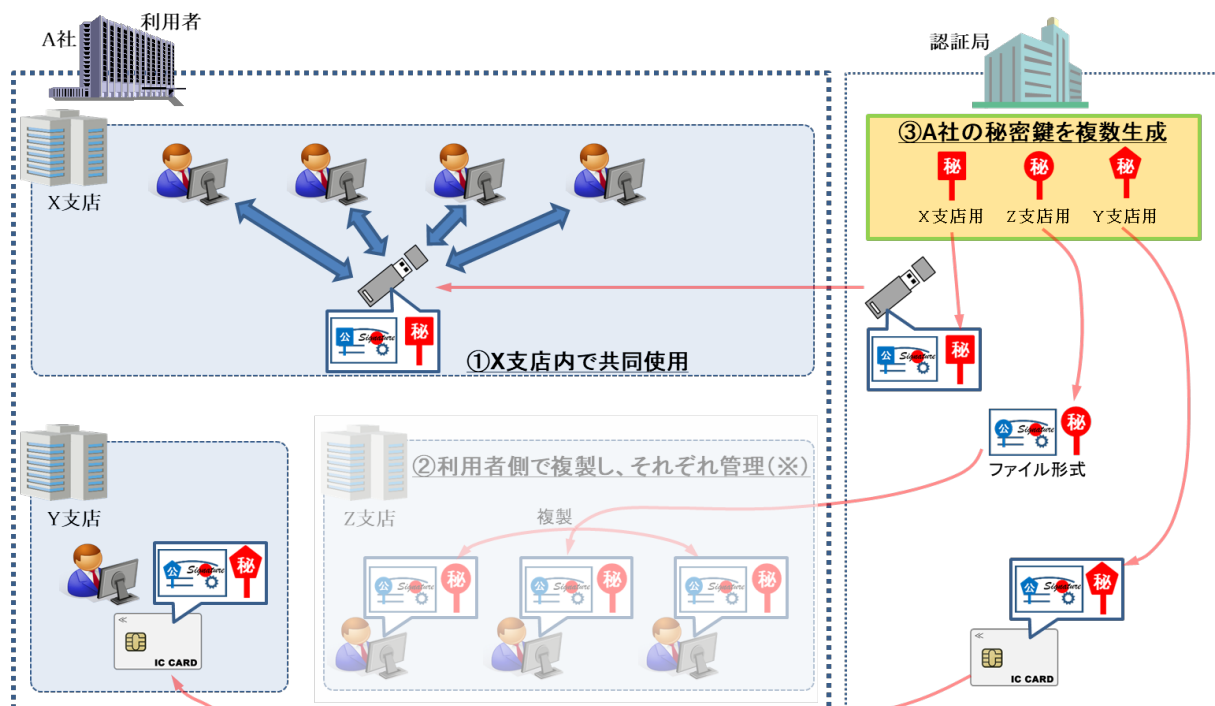 A社
利用者
認証局
③A社の秘密鍵を複数生成
秘
秘
秘
X支店用
Z支店用
Y支店用
X支店
公
Signature
秘
①X支店内で共同使用
公
Signature
秘
公
Signature
秘
ファイル形式
Y支店
公
Signature
秘
≪
IC CARD
Z支店
②利用者側で複製し、それぞれ管理(※)
複製
公
Signature
秘
公
Signature
秘
公
Signature
秘
公
Signature
秘
≪
IC CARD